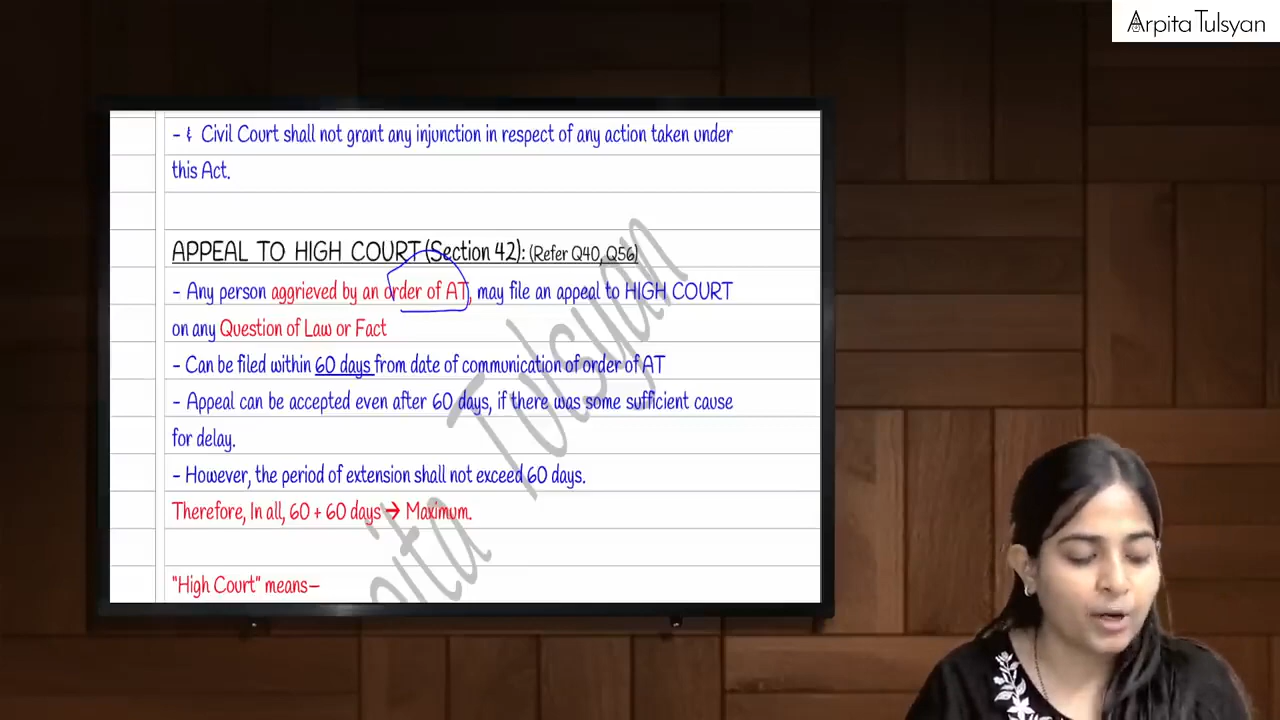 Arpita Tulsyan
- & Civil Court shall not grant any injunction in respect of any action taken under
this Act.
APPEAL TO HIGH COURT (Section 42): (Refer Q40, Q56)
- Any person aggrieved by an order of AT, may file an appeal to HIGH COURT
on any Question of Law or Fact
- Can be filed within 60 days from date of communication of order of AT
- Appeal can be accepted even after 60 days, if there was some sufficient cause
for delay.
- However, the period of extension shall not exceed 60 days.
Therefore, In all, 60 + 60 days → Maximum.
"High Court" means–
Arpita Tulsyan